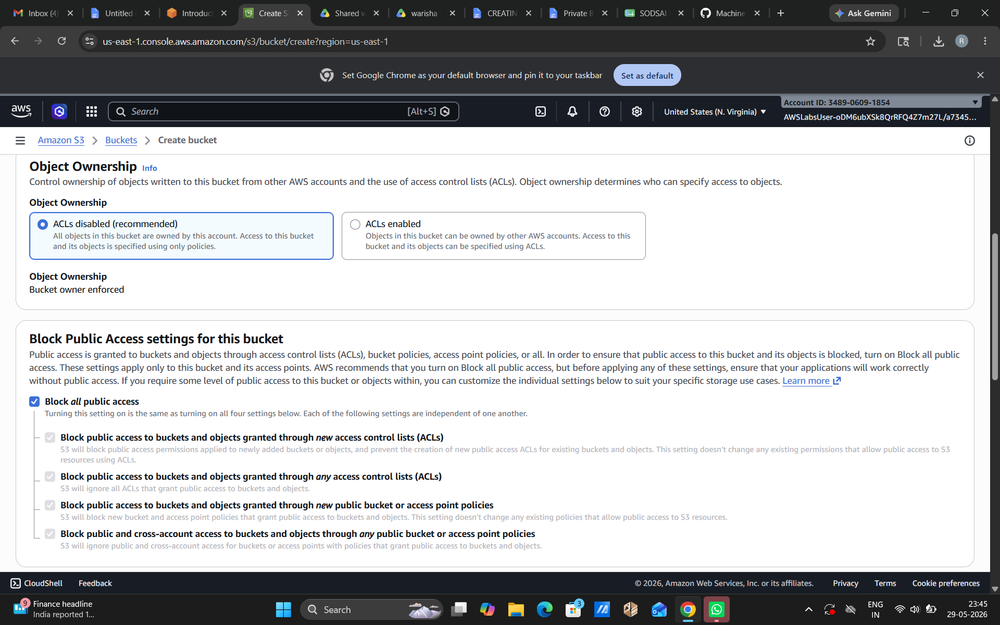 Inbox (4)
Untitled
Introduc
Create S
Shared w
warisha
CREATIN
Private B
SODSAI
Machine
Ask Gemini
us-east-1.console.aws.amazon.com/s3/bucket/create?region=us-east-1
R
Set Google Chrome as your default browser and pin it to your taskbar
Set as default
aws
Search
[Alt+S]
United States (N. Virginia)
Account ID: 3489-0609-1854
AWSLabsUser-oDM6ubXSk8QrRFQ4Z7m27L/a7345...
Amazon S3
Buckets
Create bucket
Object Ownership Info
Control ownership of objects written to this bucket from other AWS accounts and the use of access control lists (ACLs). Object ownership determines who can specify access to objects.
Object Ownership
ACLs disabled (recommended)
All objects in this bucket are owned by this account. Access to this bucket
and its objects is specified using only policies.
ACLs enabled
Objects in this bucket can be owned by other AWS accounts. Access to this
bucket and its objects can be specified using ACLs.
Object Ownership
Bucket owner enforced
Block Public Access settings for this bucket
Public access is granted to buckets and objects through access control lists (ACLs), bucket policies, access point policies, or all. In order to ensure that public access to this bucket and its objects is blocked, turn on Block all public
access. These settings apply only to this bucket and its access points. AWS recommends that you turn on Block all public access, but before applying any of these settings, ensure that your applications will work correctly
without public access. If you require some level of public access to this bucket or objects within, you can customize the individual settings below to suit your specific storage use cases. Learn more
Block all public access
Turning this setting on is the same as turning on all four settings below. Each of the following settings are independent of one another.
Block public access to buckets and objects granted through new access control lists (ACLs)
S3 will block public access permissions applied to newly added buckets or objects, and prevent the creation of new public access ACLs for existing buckets and objects. This setting doesn't change any existing permissions that allow public access to S3
resources using ACLs.
Block public access to buckets and objects granted through any access control lists (ACLs)
S3 will ignore all ACLs that grant public access to buckets and objects.
Block public access to buckets and objects granted through new public bucket or access point policies
S3 will block new bucket and access point policies that grant public access to buckets and objects. This setting doesn't change any existing policies that allow public access to S3 resources.
Block public and cross-account access to buckets and objects through any public bucket or access point policies
S3 will ignore public and cross-account access for buckets or access points with policies that grant public access to buckets and objects.
CloudShell
Feedback
© 2026, Amazon Web Services, Inc. or its affiliates.
Privacy
Terms
Cookie preferences
9
Finance headline
India reported 1...
Search
3
ENG
IN
23:45
29-05-2026